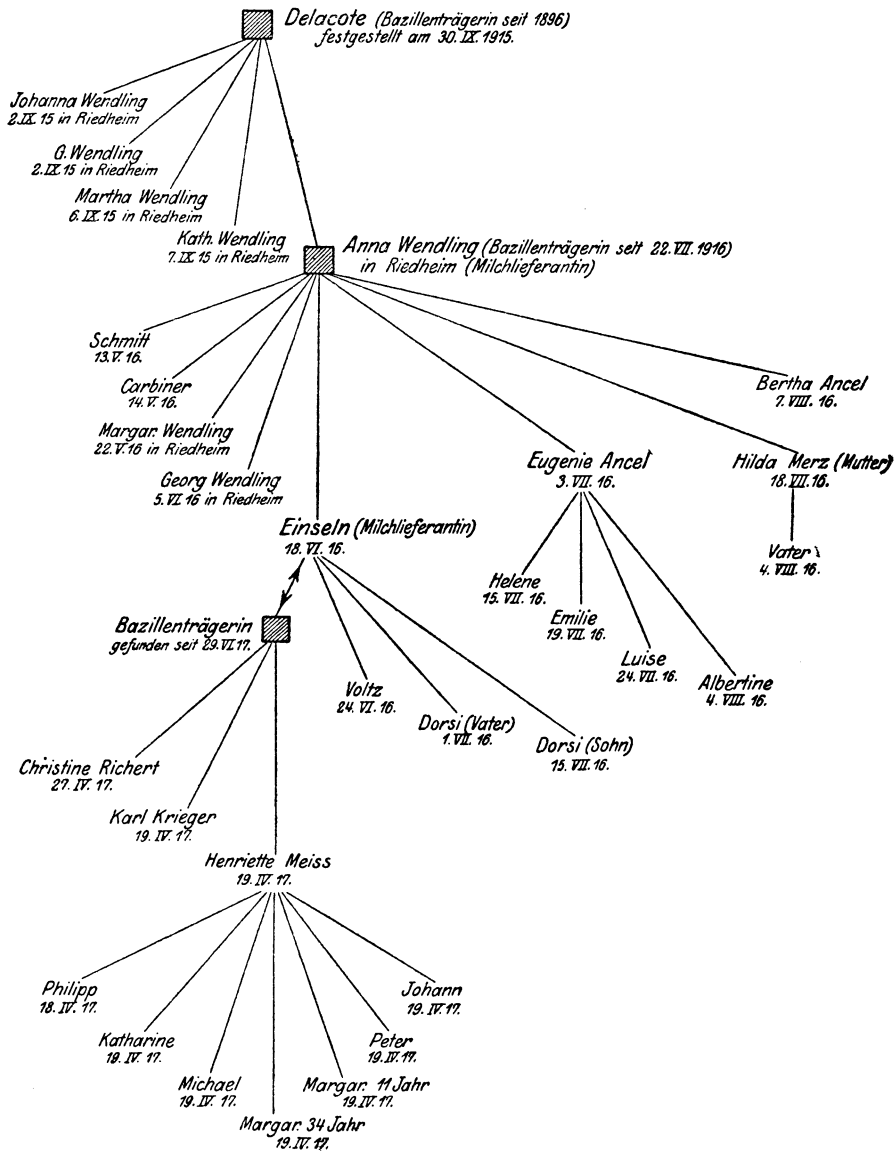 Delacote (Bazillenträgerin seit 1896)
festgestellt am 30. IX. 1915.
Johanna Wendling
2.IX.15 in Riedheim
G. Wendling
2.IX.15 in Riedheim
Martha Wendling
6.IX.15 in Riedheim
Kath. Wendling
7.IX.15 in Riedheim
Anna Wendling (Bazillenträgerin seit 22.VII.1916)
in Riedheim (Milchlieferantin)
Schmitt
13.V.16.
Carbiner
14.V.16.
Margar. Wendling
22.V.16 in Riedheim
Georg Wendling
5.VI.16 in Riedheim
Bertha Ancel
7.VIII.16.
Eugenie Ancel
3.VII.16.
Hilda Merz (Mutter)
18.VII.16.
Vater
4.VIII.16.
Einseln (Milchlieferantin)
18.VI.16.
Helene
15.VII.16.
Emilie
19.VII.16.
Luise
24.VII.16.
Albertine
4.VIII.16.
Bazillenträgerin
gefunden seit 29.VI 17.
Voltz
24.VI.16.
Dorsi (Vater)
1.VII.16.
Dorsi (Sohn)
15.VII.16.
Christine Richert
27.IV.17.
Karl Krieger
19.IV.17.
Henriette Meiss
19.IV.17.
Philipp
18.IV.17.
Katharine
19.IV.17.
Michael
19.IV.17.
Margar. 34 Jahr
19.IV.17.
Margar. 11 Jahr
19.IV.17.
Peter
19.IV.17.
Johann
19.IV.17.